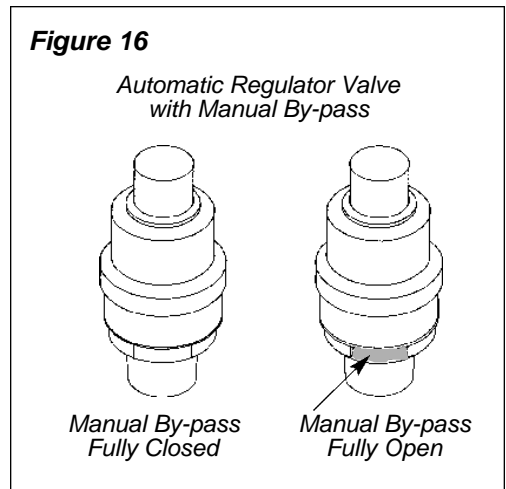 Figure 16
Automatic Regulator Valve
with Manual By-pass
Manual By-pass
Fully Closed
Manual By-pass
Fully Open